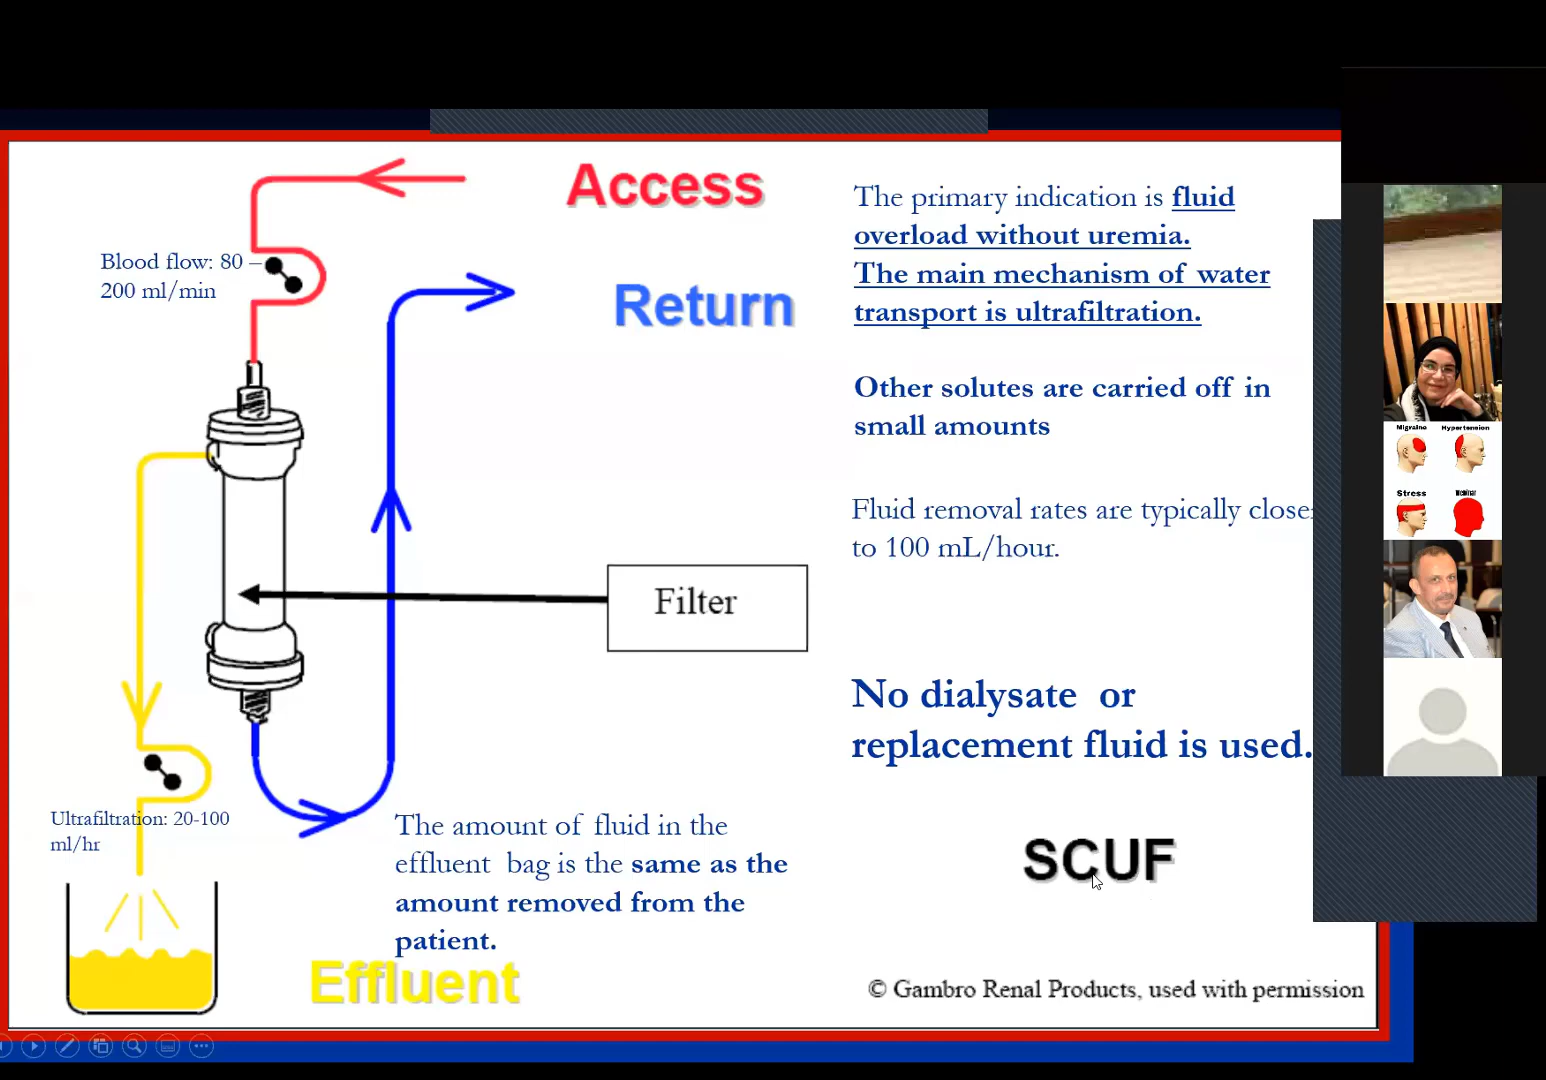 Access
Blood flow: 80 –
200 ml/min
Return
Filter
Ultrafiltration: 20-100
ml/hr
The amount of fluid in the
effluent bag is the same as the
amount removed from the
patient.
Effluent
The primary indication is fluid
overload without uremia.
The main mechanism of water
transport is ultrafiltration.
Other solutes are carried off in
small amounts
Fluid removal rates are typically close
to 100 mL/hour.
No dialysate or
replacement fluid is used.
SCUF
© Gambro Renal Products, used with permission
Migraine Hypertension
Stress